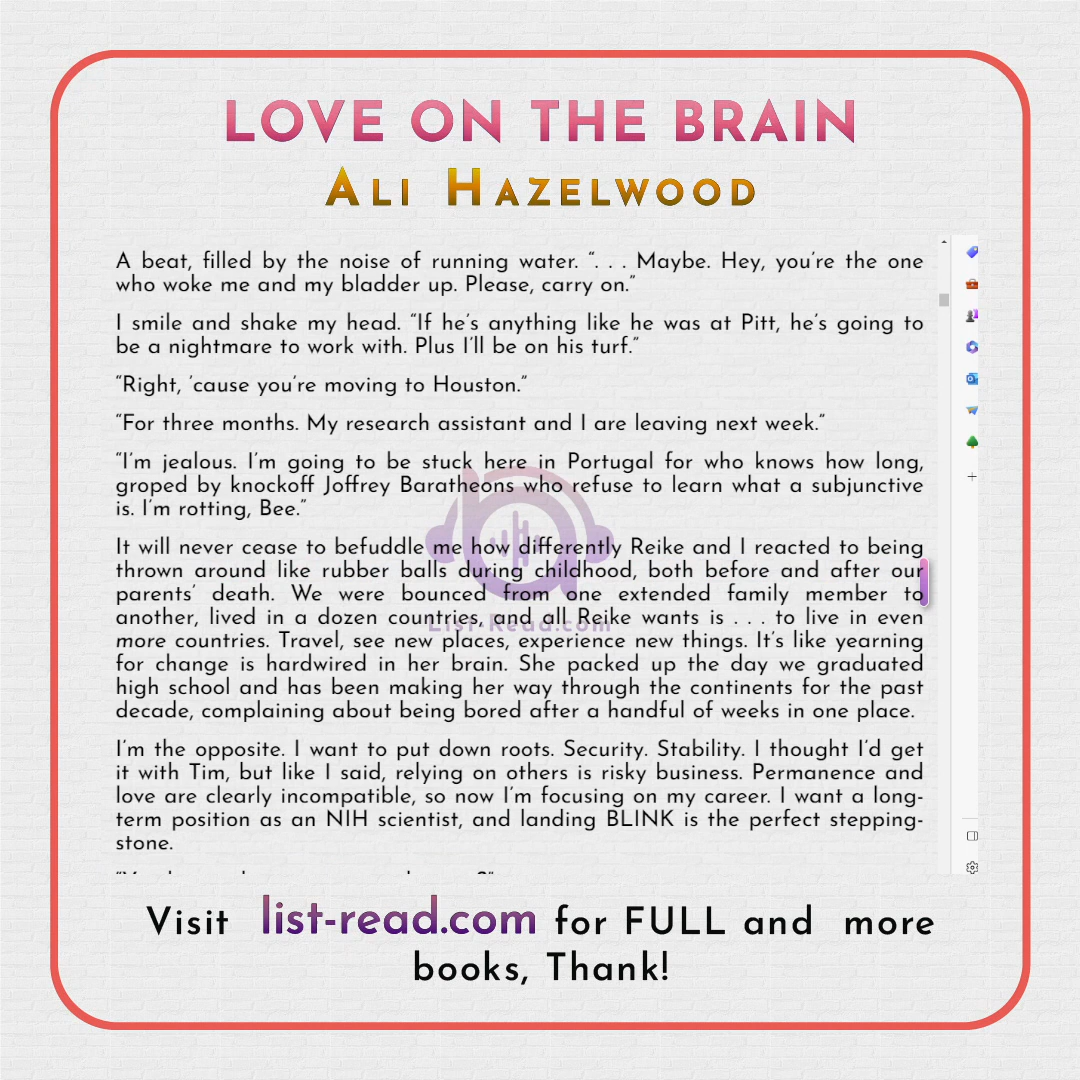 LOVE ON THE BRAIN
ALI HAZELWOOD
A beat, filled by the noise of running water. “. . . Maybe. Hey, you’re the one
who woke me and my bladder up. Please, carry on.”
I smile and shake my head. “If he’s anything like he was at Pitt, he’s going to
be a nightmare to work with. Plus I’ll be on his turf.”
“Right, ’cause you’re moving to Houston.”
“For three months. My research assistant and I are leaving next week.”
“I’m jealous. I’m going to be stuck here in Portugal for who knows how long,
groped by knockoff Joffrey Baratheons who refuse to learn what a subjunctive
is. I’m rotting, Bee.”
It will never cease to befuddle me how differently Reike and I reacted to being
thrown around like rubber balls during childhood, both before and after our
parents’ death. We were bounced from one extended family member to
another, lived in a dozen countries, and all Reike wants is . . . to live in even
more countries. Travel, see new places, experience new things. It’s like yearning
for change is hardwired in her brain. She packed up the day we graduated
high school and has been making her way through the continents for the past
decade, complaining about being bored after a handful of weeks in one place.
I’m the opposite. I want to put down roots. Security. Stability. I thought I’d get
it with Tim, but like I said, relying on others is risky business. Permanence and
love are clearly incompatible, so now I’m focusing on my career. I want a long-
term position as an NIH scientist, and landing BLINK is the perfect stepping-
stone.
List-Read.com
Visit list-read.com for FULL and more
books, Thank!